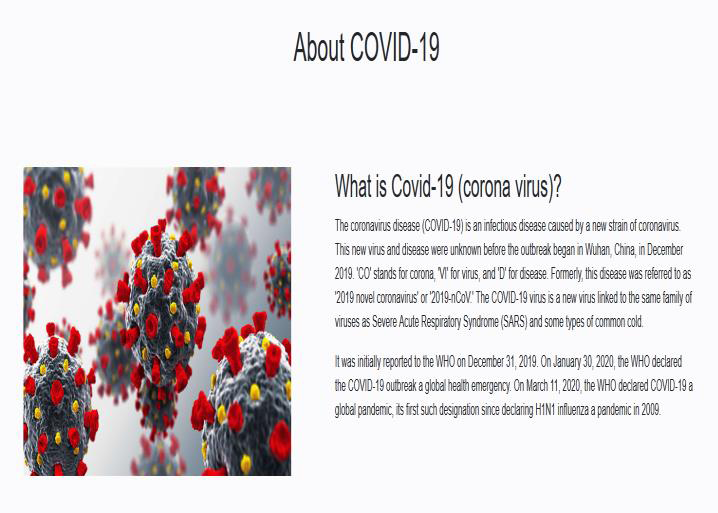 About COVID-19
What is Covid-19 (corona virus)?
The coronavirus disease (COVID-19) is an infectious disease caused by a new strain of coronavirus.
This new virus and disease were unknown before the outbreak began in Wuhan, China, in December
2019. 'CO' stands for corona, 'VI' for virus, and 'D' for disease. Formerly, this disease was referred to as
'2019 novel coronavirus' or '2019-nCoV.' The COVID-19 virus is a new virus linked to the same family of
viruses as Severe Acute Respiratory Syndrome (SARS) and some types of common cold.
It was initially reported to the WHO on December 31, 2019. On January 30, 2020, the WHO declared
the COVID-19 outbreak a global health emergency. On March 11, 2020, the WHO declared COVID-19 a
global pandemic, its first such designation since declaring H1N1 influenza a pandemic in 2009.